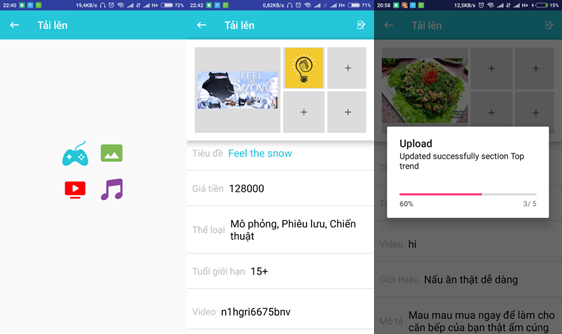 22:40
19,4KB/s
H+
72%
Tải lên
22:42
0,82KB/s
H+
71%
Tải lên
FEEL
Tiêu đề Feel the snow
Giá tiền 128000
Thể loại Mô phỏng, Phiêu lưu, Chiến
thuật
Tuổi giới hạn 15+
Video n1hgri6675bnv
20:58
12,5KB/s
H+
15%
Tải lên
Upload
Updated successfully section Top
trend
60%
3/ 5
Video hi
Giới thiệu Nấu ăn thật dễ dàng
Mô tả Mau mau mua ngay để làm cho
căn bếp của bạn thật ấm cúng